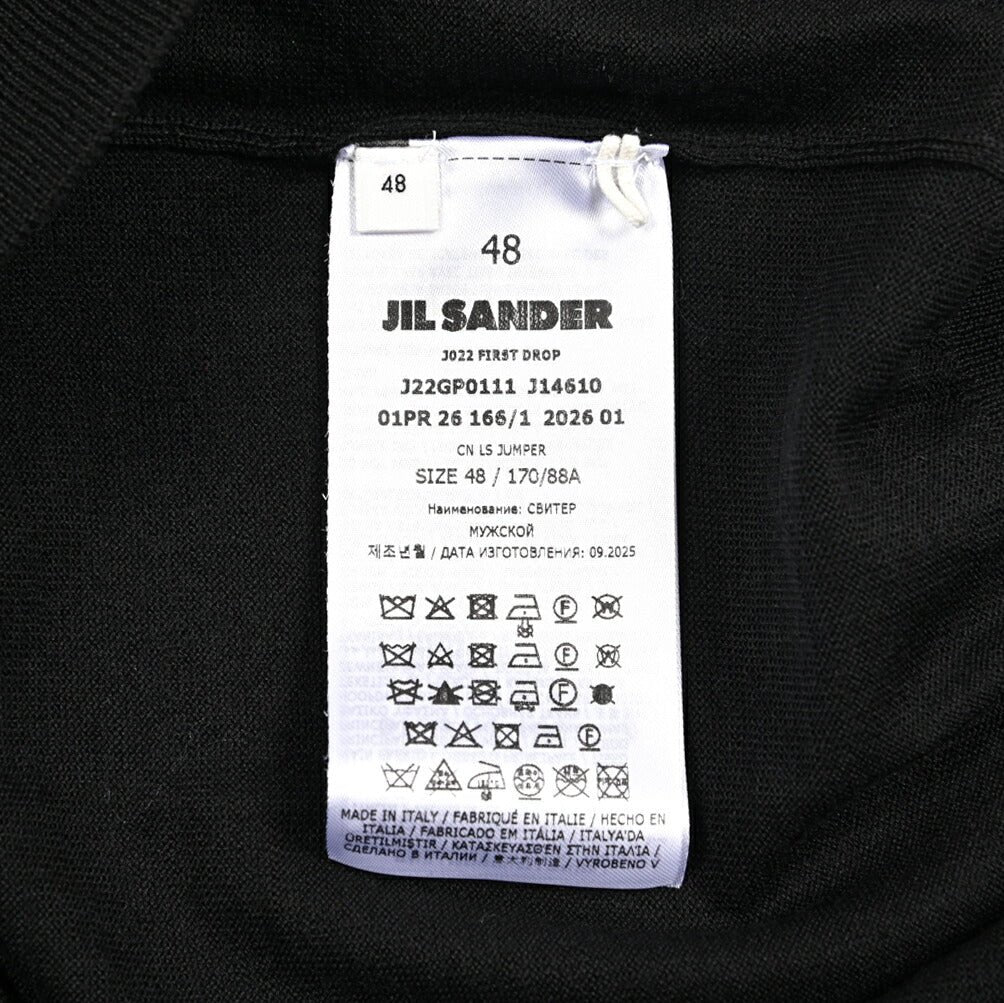 48
48
JIL SANDER
J022 FIRST DROP
J22GP0111 J14610
01PR 26 166/1 2026 01
CN LS JUMPER
SIZE 48 / 170/88A
Наименование: СВИТЕР
МУЖСКОЙ
제조년월 / ДАТА ИЗГОТОВЛЕНИЯ: 09.2025
F W
F W
F
F
MADE IN ITALY / FABRIQUÉ EN ITALIE / HECHO EN
ITALIA / FABRICADO EM ITÁLIA / ITALYA'DA
ÜRETILMIŞTIR / ΚΑΤΑΣΚΕΥΑΣΘΕΝ ΣΤΗΝ ΙΤΑΛΙΑ /
СДЕЛАНО В ИТАЛИИ / 意大利制造 / VYROBENO V